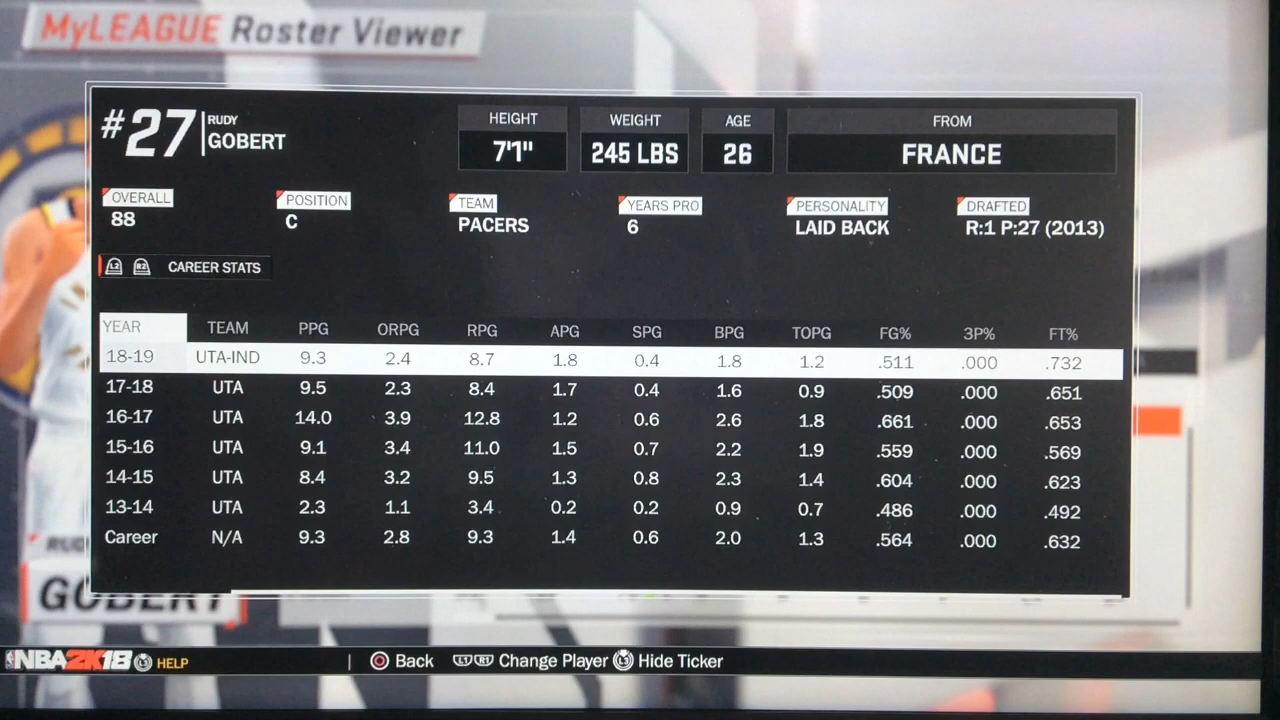 MyLEAGUE Roster Viewer
#27 RUDY GOBERT
HEIGHT WEIGHT AGE FROM
7'1" 245 LBS 26 FRANCE
OVERALL POSITION TEAM YEARS PRO PERSONALITY DRAFTED
88 C PACERS 6 LAID BACK R:1 P:27 (2013)
L2 R2 CAREER STATS
YEAR TEAM PPG ORPG RPG APG SPG BPG TOPG FG% 3P% FT%
18-19 UTA-IND 9.3 2.4 8.7 1.8 0.4 1.8 1.2 .511 .000 .732
17-18 UTA 9.5 2.3 8.4 1.7 0.4 1.6 0.9 .509 .000 .651
16-17 UTA 14.0 3.9 12.8 1.2 0.6 2.6 1.8 .661 .000 .653
15-16 UTA 9.1 3.4 11.0 1.5 0.7 2.2 1.9 .559 .000 .569
14-15 UTA 8.4 3.2 9.5 1.3 0.8 2.3 1.4 .604 .000 .623
13-14 UTA 2.3 1.1 3.4 0.2 0.2 0.9 0.7 .486 .000 .492
Career N/A 9.3 2.8 9.3 1.4 0.6 2.0 1.3 .564 .000 .632
GOBERT
NBA2K18 L3 HELP | Back L1 R1 Change Player L3 Hide Ticker